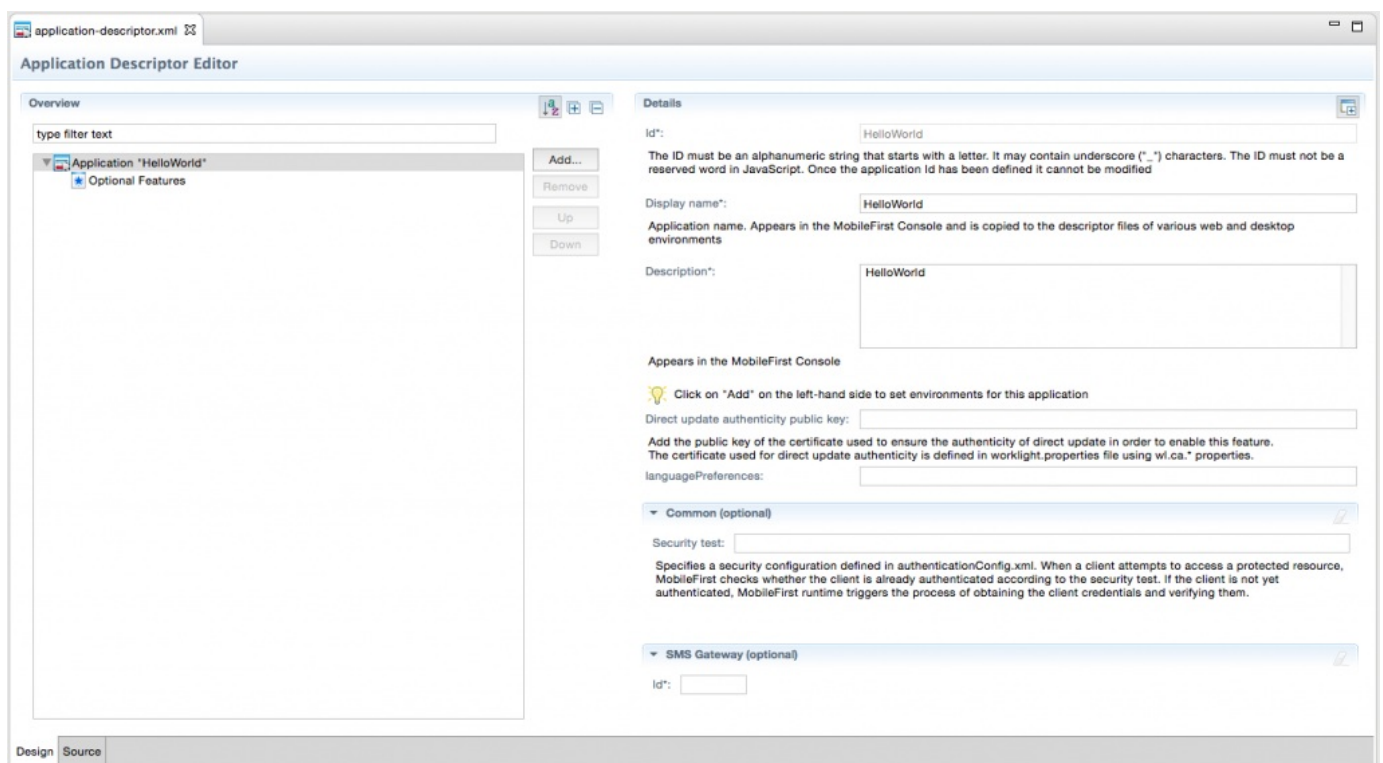 application-descriptor.xml
Application Descriptor Editor
Overview
type filter text
Application "HelloWorld"
Optional Features
Add...
Remove
Up
Down
Details
Id*:
HelloWorld
The ID must be an alphanumeric string that starts with a letter. It may contain underscore ("_") characters. The ID must not be a
reserved word in JavaScript. Once the application Id has been defined it cannot be modified
Display name*:
HelloWorld
Application name. Appears in the MobileFirst Console and is copied to the descriptor files of various web and desktop
environments
Description*:
HelloWorld
Appears in the MobileFirst Console
Click on "Add" on the left-hand side to set environments for this application
Direct update authenticity public key:
Add the public key of the certificate used to ensure the authenticity of direct update in order to enable this feature.
The certificate used for direct update authenticity is defined in worklight.properties file using wl.ca.* properties.
languagePreferences:
Common (optional)
Security test:
Specifies a security configuration defined in authenticationConfig.xml. When a client attempts to access a protected resource,
MobileFirst checks whether the client is already authenticated according to the security test. If the client is not yet
authenticated, MobileFirst runtime triggers the process of obtaining the client credentials and verifying them.
SMS Gateway (optional)
Id*:
Design
Source